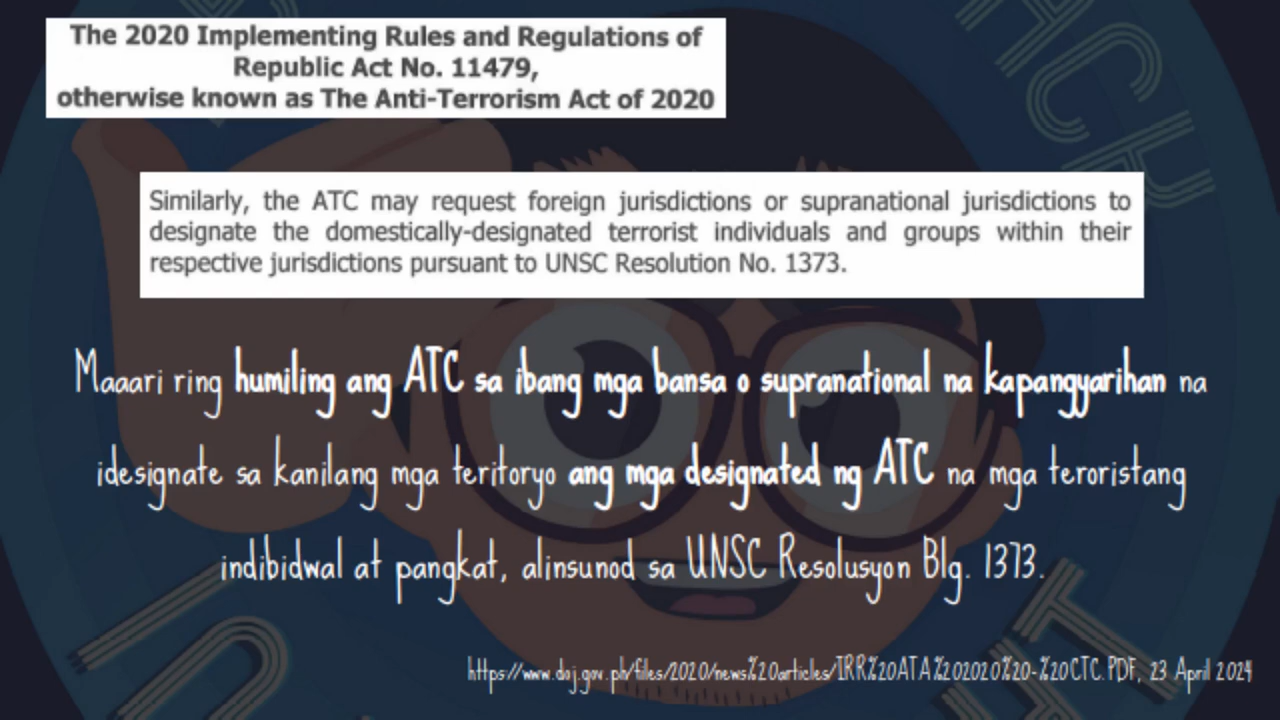 The 2020 Implementing Rules and Regulations of
Republic Act No. 11479,
otherwise known as The Anti-Terrorism Act of 2020
Similarly, the ATC may request foreign jurisdictions or supranational jurisdictions to
designate the domestically-designated terrorist individuals and groups within their
respective jurisdictions pursuant to UNSC Resolution No. 1373.
Maaari ring humiling ang ATC sa ibang mga bansa o supranational na kapangyarihan na
idesignate sa kanilang mga teritoryo ang mga designated ng ATC na mga teroristang
indibidwal at pangkat, alinsunod sa UNSC Resolusyon Blg. 1373.
https://www.doj.gov.ph/files/2020/news%20articles/IRR%20ATA%202020%20-%20CTC.PDF, 23 April 2024